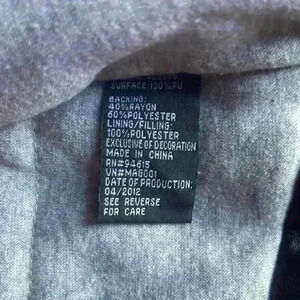 SURFACE: 100% PU
BACKING:
40% RAYON
60% POLYESTER
LINING/FILLING:
100% POLYESTER
EXCLUSIVE OF DECORATION
MADE IN CHINA
RN#94615
VN#MAG001
DATE OF PRODUCTION:
04/2012
SEE REVERSE
FOR CARE